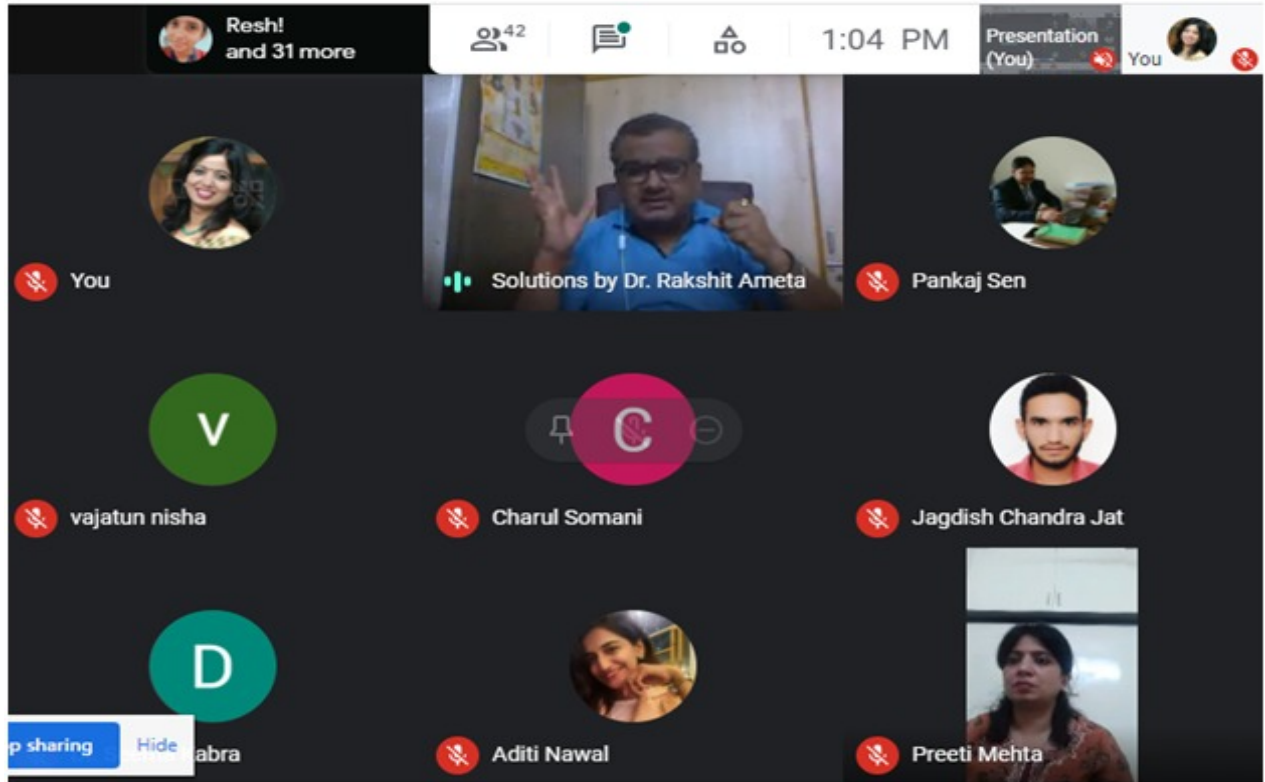 Resh!
and 31 more
42
1:04 PM
Presentation
(You)
You
You
Solutions by Dr. Rakshit Ameta
Pankaj Sen
V
vajatun nisha
C
Charul Somani
Jagdish Chandra Jat
D
p sharing
Hide
abra
Aditi Nawal
Preeti Mehta